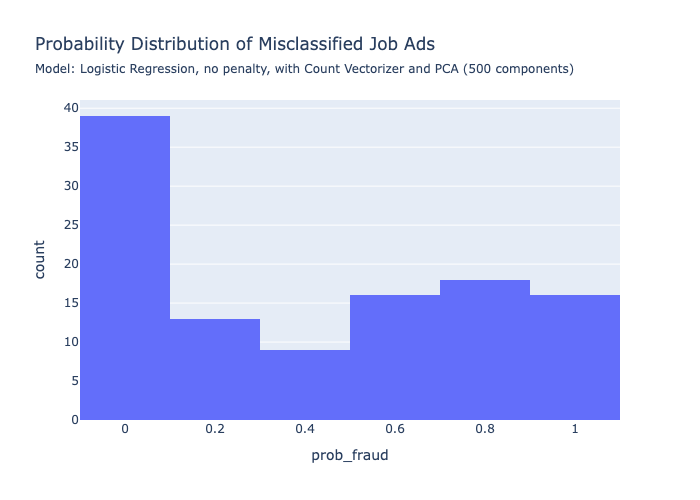 Probability Distribution of Misclassified Job Ads
Model: Logistic Regression, no penalty, with Count Vectorizer and PCA (500 components)
40
35
30
25
20
15
10
5
0
count
0 0.2 0.4 0.6 0.8 1
prob_fraud